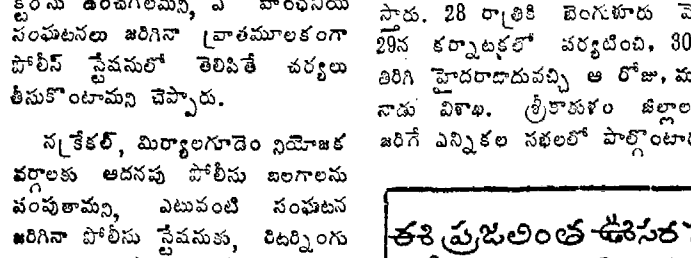 సంఘటనలు జరిగినా వ్రాతమూలకంగా
పోలీస్ స్టేషనులో తెలిపితే చర్యలు
తీసుకొంటామని చెప్పారు.
నక్రేకల్, మిర్యాలగూడెం నియోజక
వర్గాలకు అదనపు పోలీసు బలగాలను
పంపుతామని, ఎటువంటి సంఘటన
జరిగినా పోలీసు స్టేషనుకు, రిటర్నింగు
స్తారు. 28 రాత్రికి బెంగుళూరు
29న కర్నాటకలో పర్యటించి, 30
తిరిగి హైదరాబాదువచ్చి ఆ రోజు,
నాడు విశాఖ. శ్రీకాకుళం జిల్లాల
జరిగే ఎన్నికల సభలలో పాల్గొంటా
ఈ ప్రజలింత ఊసర